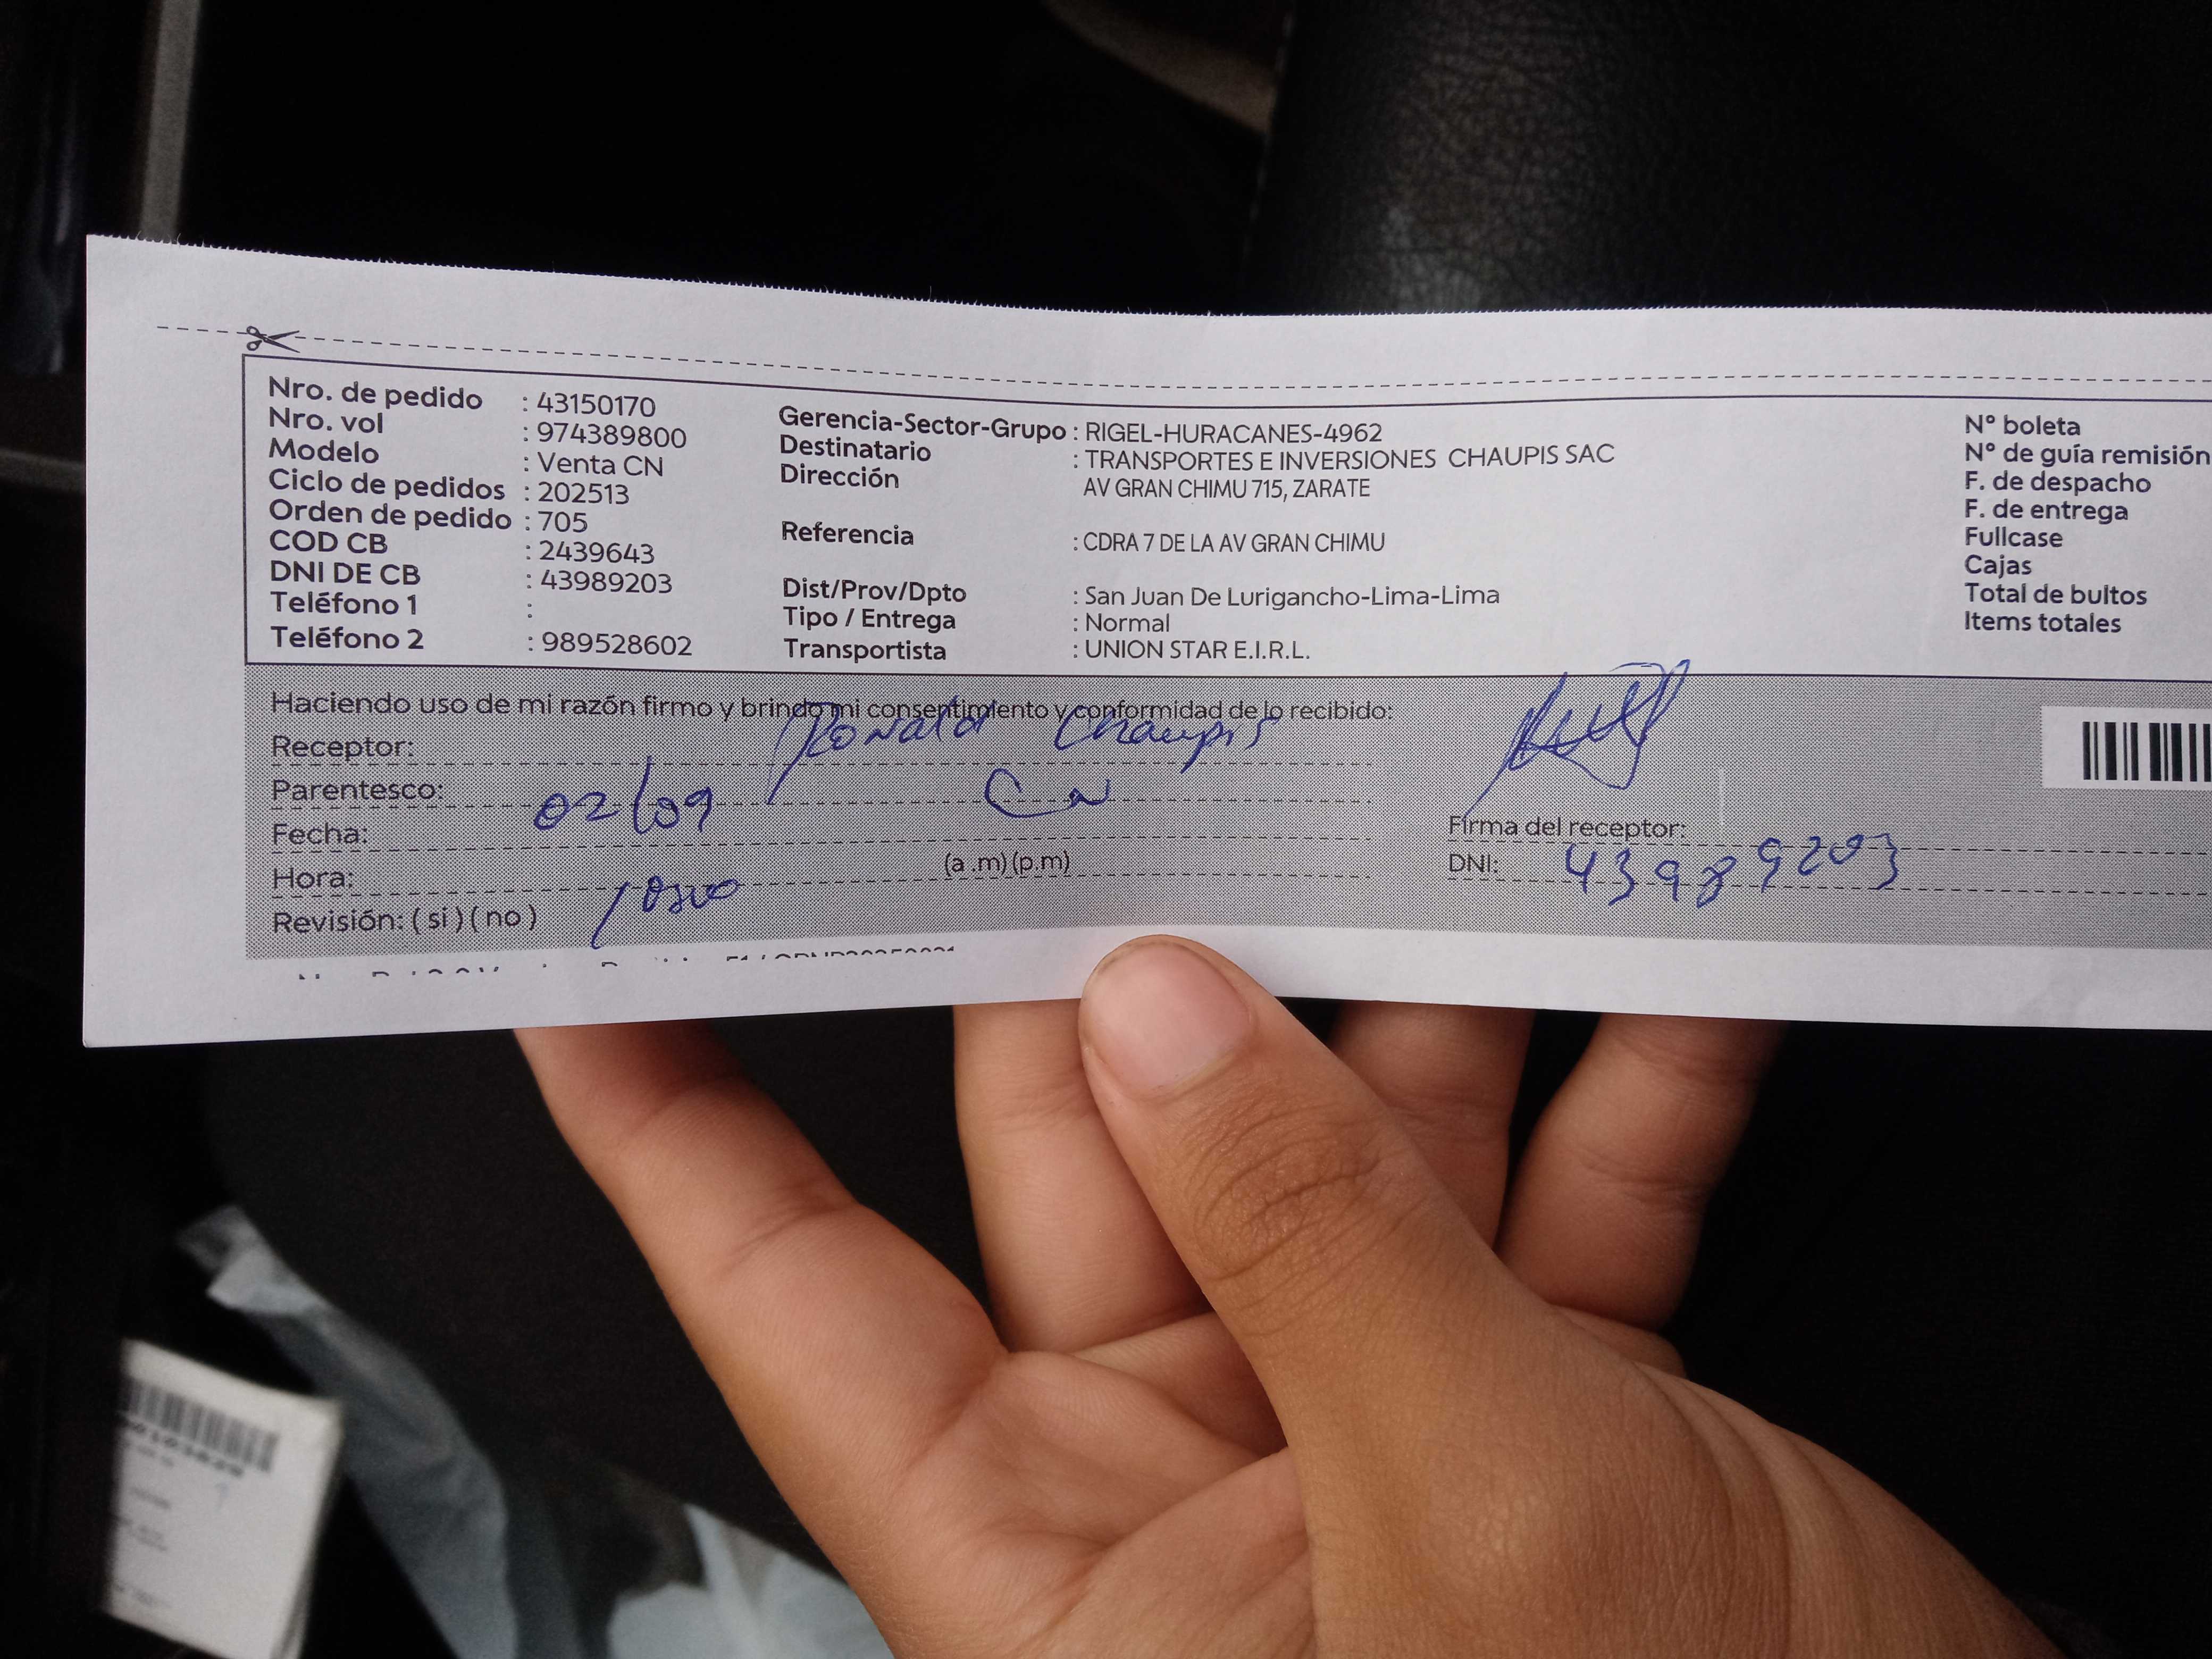 Nro. de pedido : 43150170
Nro. vol : 974389800
Modelo : Venta CN
Ciclo de pedidos : 202513
Orden de pedido : 705
COD CB : 2439643
DNI DE CB : 43989203
Teléfono 1 :
Teléfono 2 : 989528602
Gerencia-Sector-Grupo : RIGEL-HURACANES-4962
Destinatario : TRANSPORTES E INVERSIONES CHAUPIS SAC
Dirección AV GRAN CHIMU 715, ZARATE
Referencia : CDRA 7 DE LA AV GRAN CHIMU
Dist/Prov/Dpto : San Juan De Lurigancho-Lima-Lima
Tipo / Entrega : Normal
Transportista : UNION STAR E.I.R.L.
N° boleta
N° de guía remisión
F. de despacho
F. de entrega
Fullcase
Cajas
Total de bultos
Items totales
Haciendo uso de mi razón firmo y brindo mi consentimiento y conformidad de lo recibido:
Receptor: Ronald Chaupis
Parentesco: CN
Fecha: 02/09
Hora: (a .m) (p.m)
Revisión: ( si ) ( no )
Firma del receptor:
DNI: 43989203